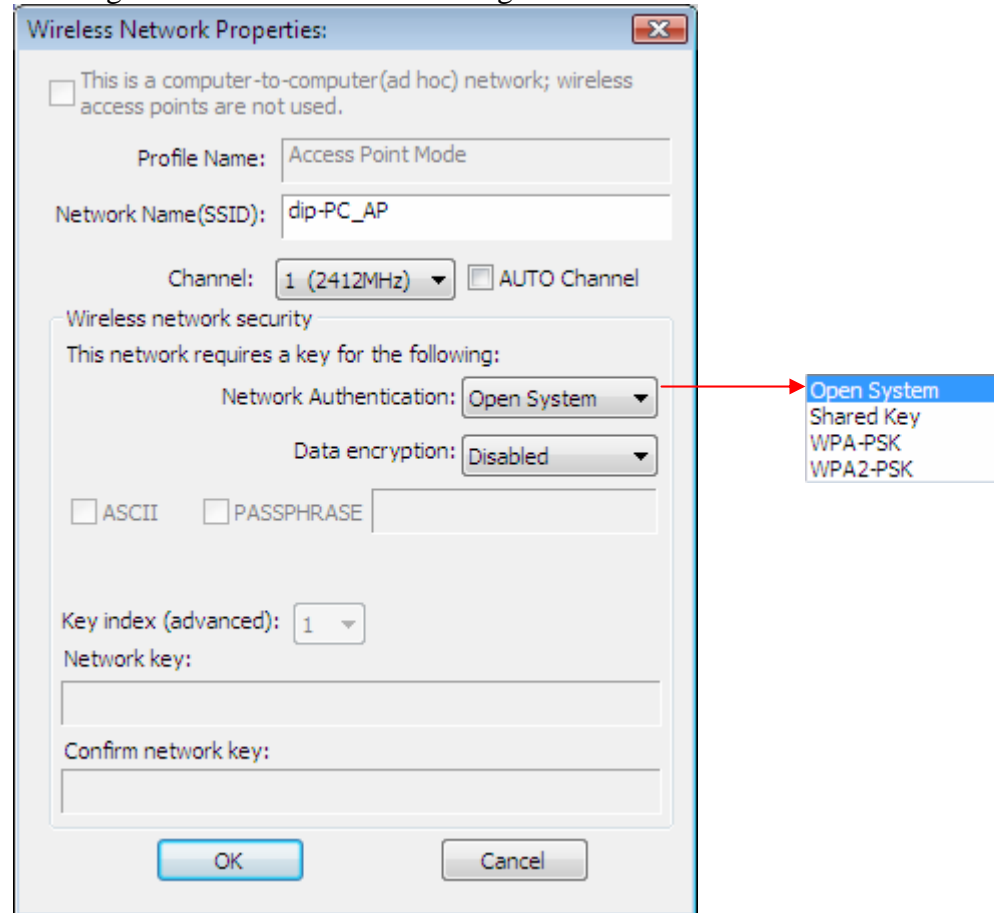 Wireless Network Properties:
This is a computer-to-computer(ad hoc) network; wireless
access points are not used.
Profile Name: Access Point Mode
Network Name(SSID): dip-PC_AP
Channel: 1 (2412MHz) AUTO Channel
Wireless network security
This network requires a key for the following:
Network Authentication: Open System
Open System
Shared Key
WPA-PSK
WPA2-PSK
Data encryption: Disabled
ASCII PASSPHRASE
Key index (advanced): 1
Network key:
Confirm network key:
OK Cancel